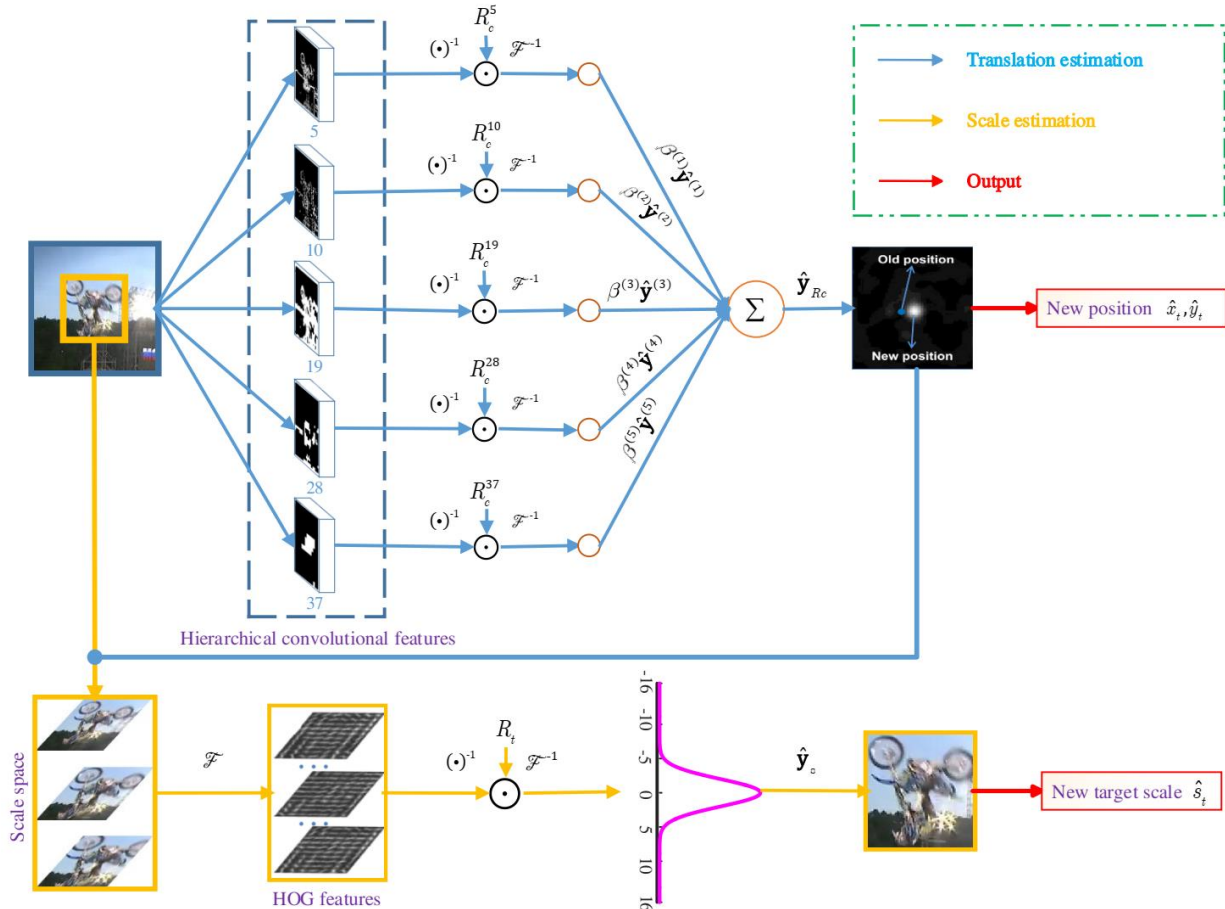 Translation estimation
Scale estimation
Output
(•)⁻¹ R_c^5 ℱ⁻¹
5
β⁽¹⁾ŷ⁽¹⁾
(•)⁻¹ R_c^10 ℱ⁻¹
10
β⁽²⁾ŷ⁽²⁾
(•)⁻¹ R_c^19 ℱ⁻¹
19
β⁽³⁾ŷ⁽³⁾
(•)⁻¹ R_c^28 ℱ⁻¹
28
β⁽⁴⁾ŷ⁽⁴⁾
(•)⁻¹ R_c^37 ℱ⁻¹
37
β⁽⁵⁾ŷ⁽⁵⁾
Σ
ŷ_Rc
Old position
New position
New position x̂_t,ŷ_t
Hierarchical convolutional features
Scale space
ℱ
HOG features
(•)⁻¹ R_t ℱ⁻¹
-16
-10
-5
0
5
10
16
ŷ_s
New target scale ŝ_t